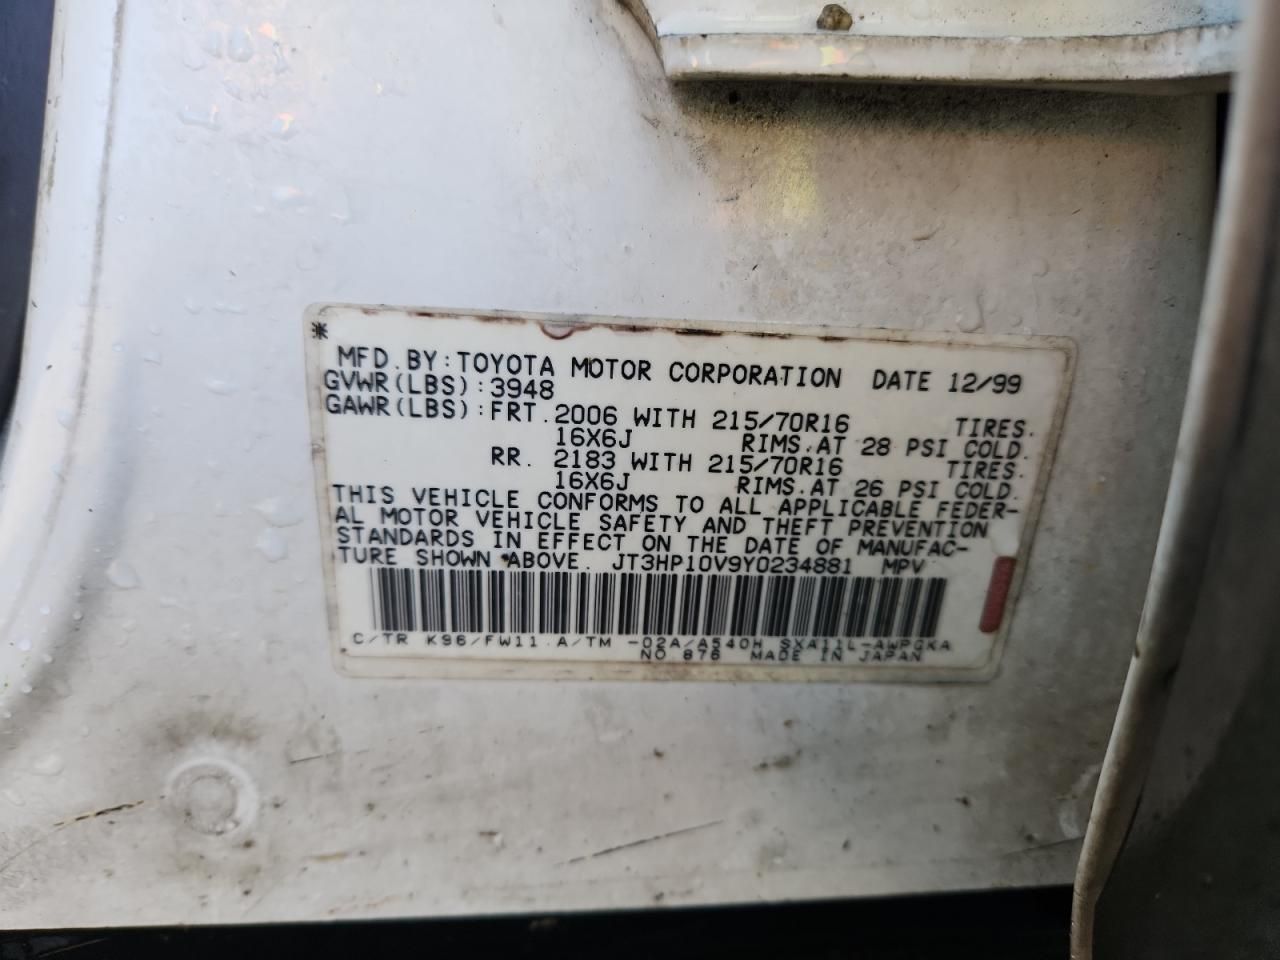 *
MFD. BY: TOYOTA MOTOR CORPORATION DATE 12/99
GVWR(LBS):3948
GAWR(LBS):FRT. 2006 WITH 215/70R16 TIRES.
16X6J RIMS.AT 28 PSI COLD.
RR. 2183 WITH 215/70R16 TIRES.
16X6J RIMS.AT 26 PSI COLD.
THIS VEHICLE CONFORMS TO ALL APPLICABLE FEDER-
AL MOTOR VEHICLE SAFETY AND THEFT PREVENTION
STANDARDS IN EFFECT ON THE DATE OF MANUFAC-
TURE SHOWN ABOVE. JT3HP10V9Y0234881 MPV
C/TR K96/FW11 A/TM -02A/A540H SXA11L-AWPGKA
NO 876 MADE IN JAPAN